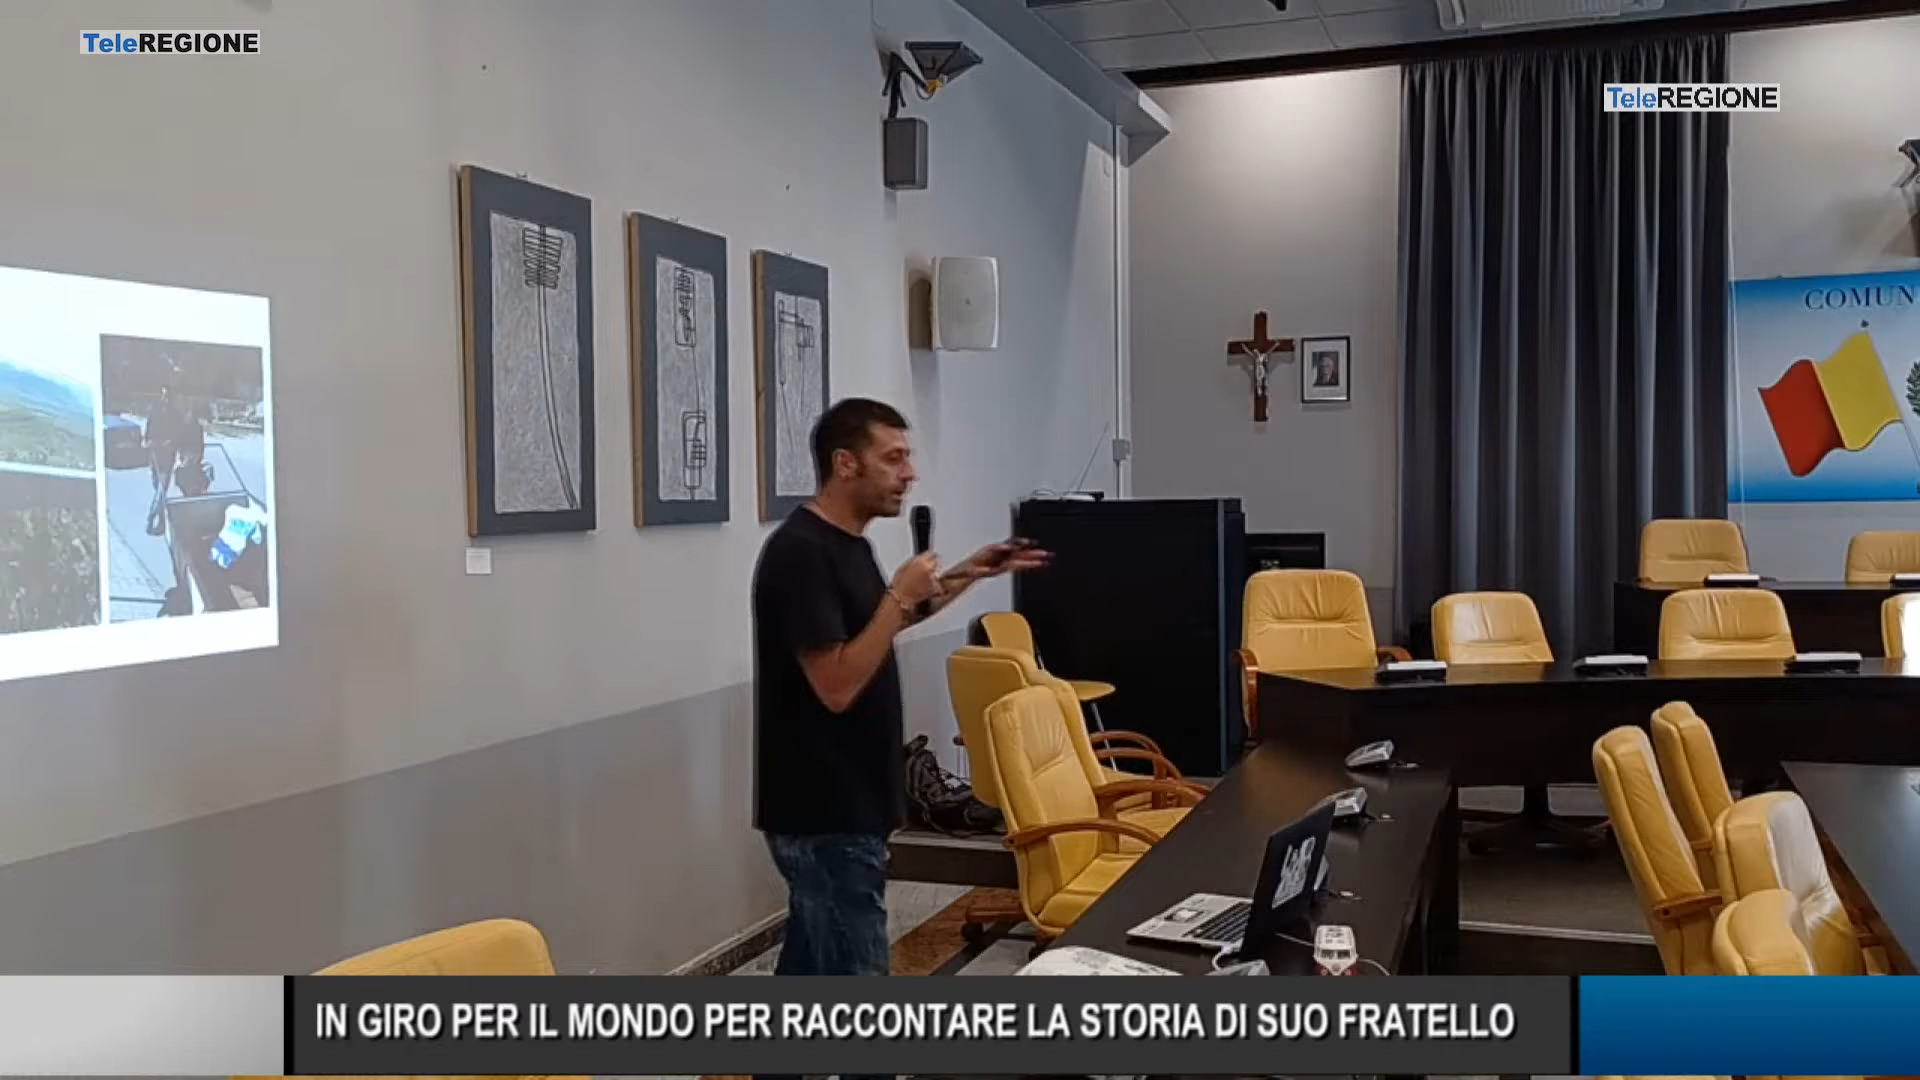 TeleREGIONE
TeleREGIONE
COMUN
IN GIRO PER IL MONDO PER RACCONTARE LA STORIA DI SUO FRATELLO